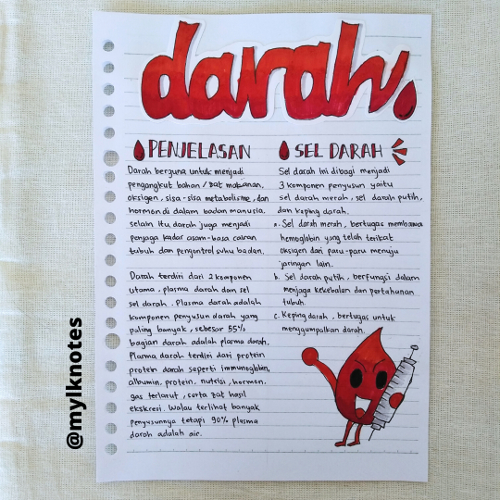 darah
PENJELASAN
Darah berguna untuk menjadi
pengangkut bahan / zat makanan,
oksigen, sisa-sisa metabolisme, dan
hormon di dalam badan manusia.
selain itu darah juga menjadi
penjaga kadar asam-basa cairan
tubuh dan pengontrol suhu badan.
Darah terdiri dari 2 komponen
utama, plasma darah dan sel
sel darah. Plasma darah adalah
komponen penyusun darah yang
paling banyak, sebesar 55%
bagian darah adalah plasma darah.
Plasma darah terdiri dari protein
protein darah seperti immunoglobin,
albumin, protein, nutrisi, hormon,
gas terlarut, serta zat hasil
ekskresi. Walau terlihat banyak
penyusunnya tetapi 90% plasma
darah adalah air.
SEL DARAH
Sel darah ini dibagi menjadi
3 komponen penyusun yaitu
sel darah merah, sel darah putih,
dan keping darah.
a. Sel darah merah, bertugas membawa
hemoglobin yang telah terikat
oksigen dari paru-paru menuju
jaringan lain.
b. Sel darah putih, berfungsi dalam
menjaga kekebalan dan pertahanan
tubuh.
c. Keping darah, bertugas untuk
menggumpalkan darah.
@mylknotes